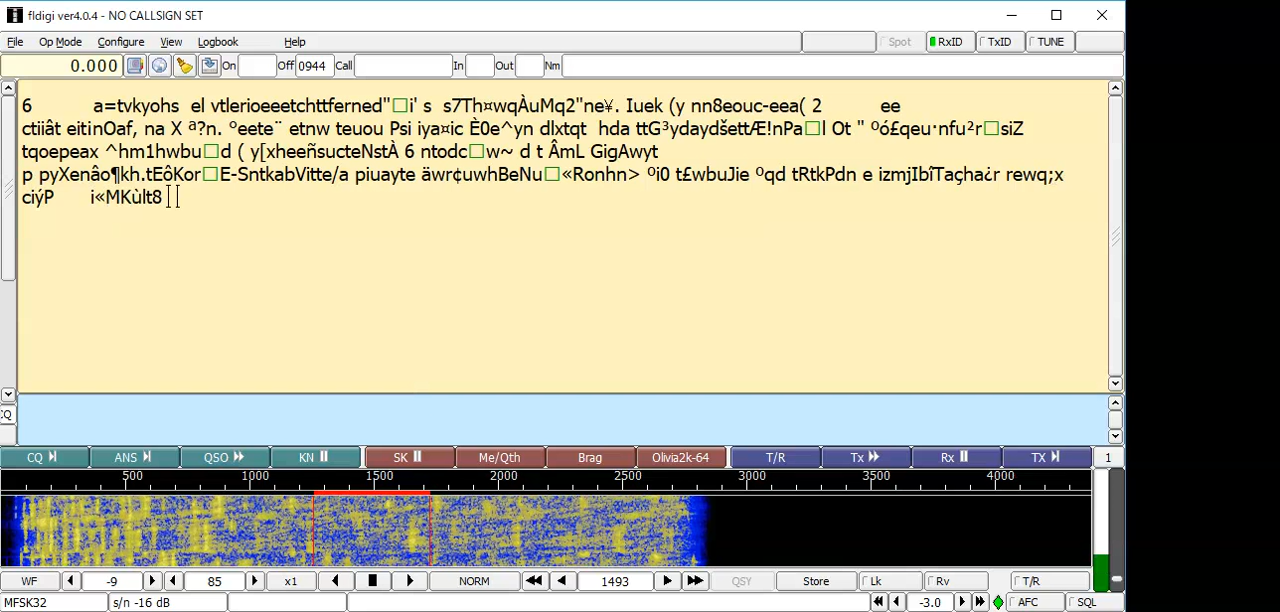 fldigi ver4.0.4 - NO CALLSIGN SET
File Op Mode Configure View Logbook Help Spot RxID TxID TUNE
0.000 On Off 0944 Call In Out Nm
6 a=tvkyohs el vtlerioeeetchttferned"□i' s s7Th¤wqÀuMq2"ne¥. Iuek (y nn8eouc-eea( 2 ee
ctiiât eitinOaf, na X ª?n. ºeete¨ etnw teuou Psi iya¤ic È0e^yn dlxtqt hda ttG³ydaydšettÆ!nPa□l Ot " ºó£qeu·nfu²r□siZ
tqoepeax ^hm1hwbu□d ( y[xheeñsucteNstÀ 6 ntodc□w~ d t ÂmL GigAwyt
p pyXenâo¶kh.tEôKor□E-SntkabVitte/a piuayte äwr¢uwhBeNu□«Ronhn> ºi0 t£wbuJie ºqd tRtkPdn e izmjIbîTaçha¿r rewq;x
ciýP i«MKùlt8
CQ
CQ ANS QSO KN SK Me/Qth Brag Olivia2k-64 T/R Tx Rx TX 1
500 1000 1500 2000 2500 3000 3500 4000
WF -9 85 x1 NORM 1493 QSY Store Lk Rv T/R
MFSK32 s/n -16 dB -3.0 AFC SQL